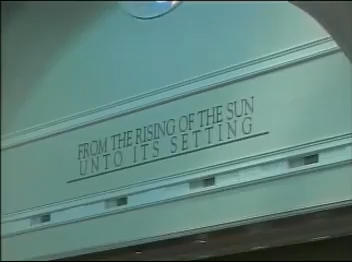 FROM THE RISING OF THE SUN
UNTO ITS SETTING